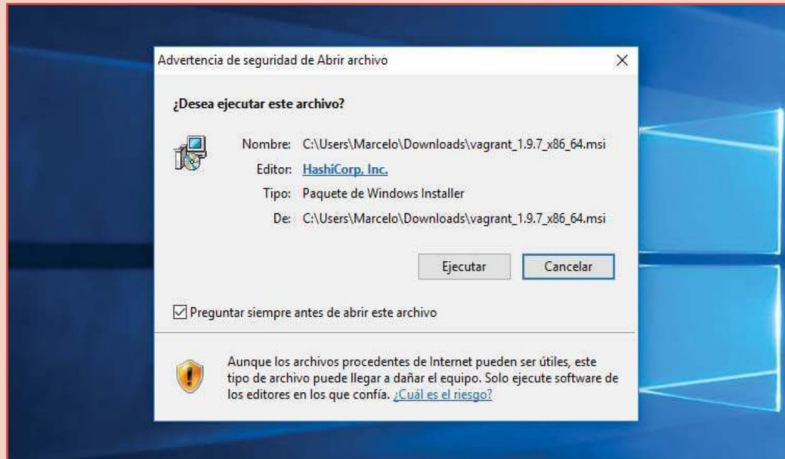 Advertencia de seguridad de Abrir archivo
¿Desea ejecutar este archivo?
Nombre: C:\Users\Marcelo\Downloads\vagrant_1.9.7_x86_64.msi
Editor: HashiCorp, Inc.
Tipo: Paquete de Windows Installer
De: C:\Users\Marcelo\Downloads\vagrant_1.9.7_x86_64.msi
Ejecutar Cancelar
Preguntar siempre antes de abrir este archivo
Aunque los archivos procedentes de Internet pueden ser útiles, este
tipo de archivo puede llegar a dañar el equipo. Solo ejecute software de
los editores en los que confía. ¿Cuál es el riesgo?